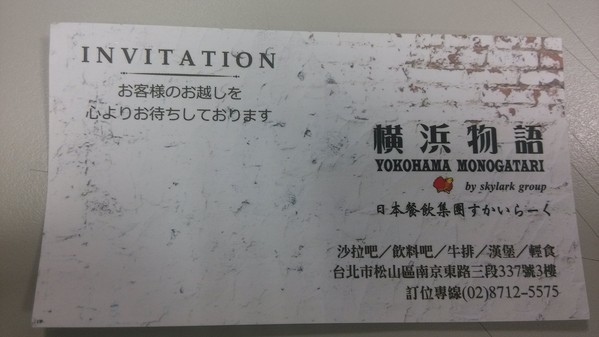 INVITATION
お客様のお越しを
心よりお待ちしております
横浜物語
YOKOHAMA MONOGATARI
by skylark group
日本餐飲集團すかいらーく
沙拉吧／飲料吧／牛排／漢堡／輕食
台北市松山區南京東路三段337號3樓
訂位專線(02)8712-5575